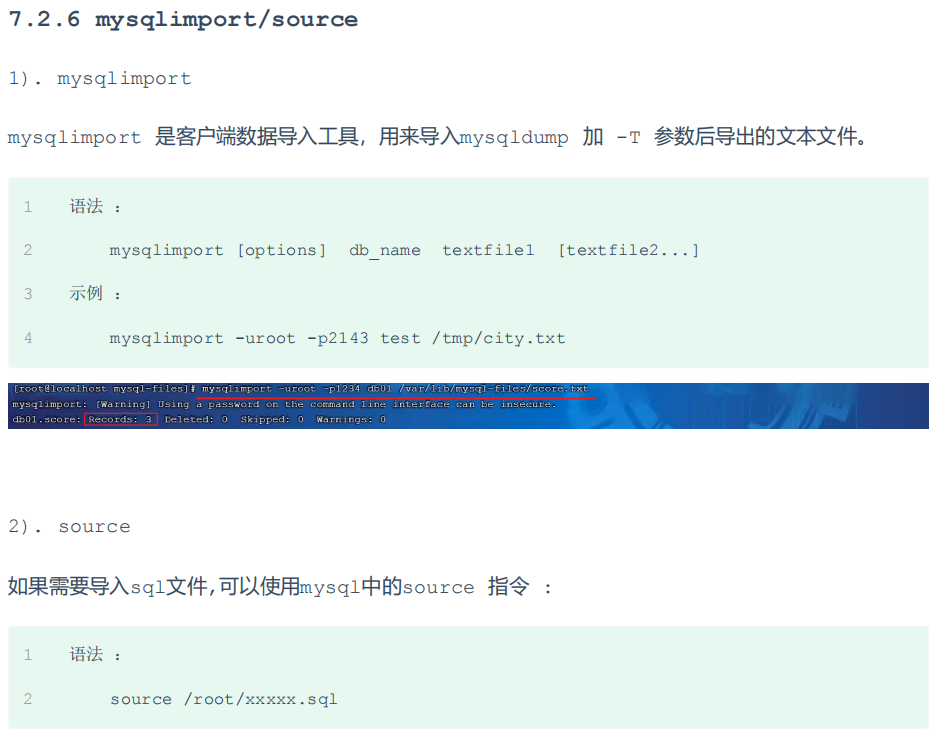 7.2.6 mysqlimport/source
1). mysqlimport
mysqlimport 是客户端数据导入工具，用来导入mysqldump 加 -T 参数后导出的文本文件。
1 语法 :
2 mysqlimport [options] db_name textfile1 [textfile2...]
3 示例 :
4 mysqlimport -uroot -p2143 test /tmp/city.txt
[root@localhost mysql-files]# mysqlimport -uroot -p1234 db01 /var/lib/mysql-files/score.txt
mysqlimport: [Warning] Using a password on the command line interface can be insecure.
db01.score: Records: 3 Deleted: 0 Skipped: 0 Warnings: 0
2). source
如果需要导入sql文件,可以使用mysql中的source 指令 :
1 语法 :
2 source /root/xxxxx.sql